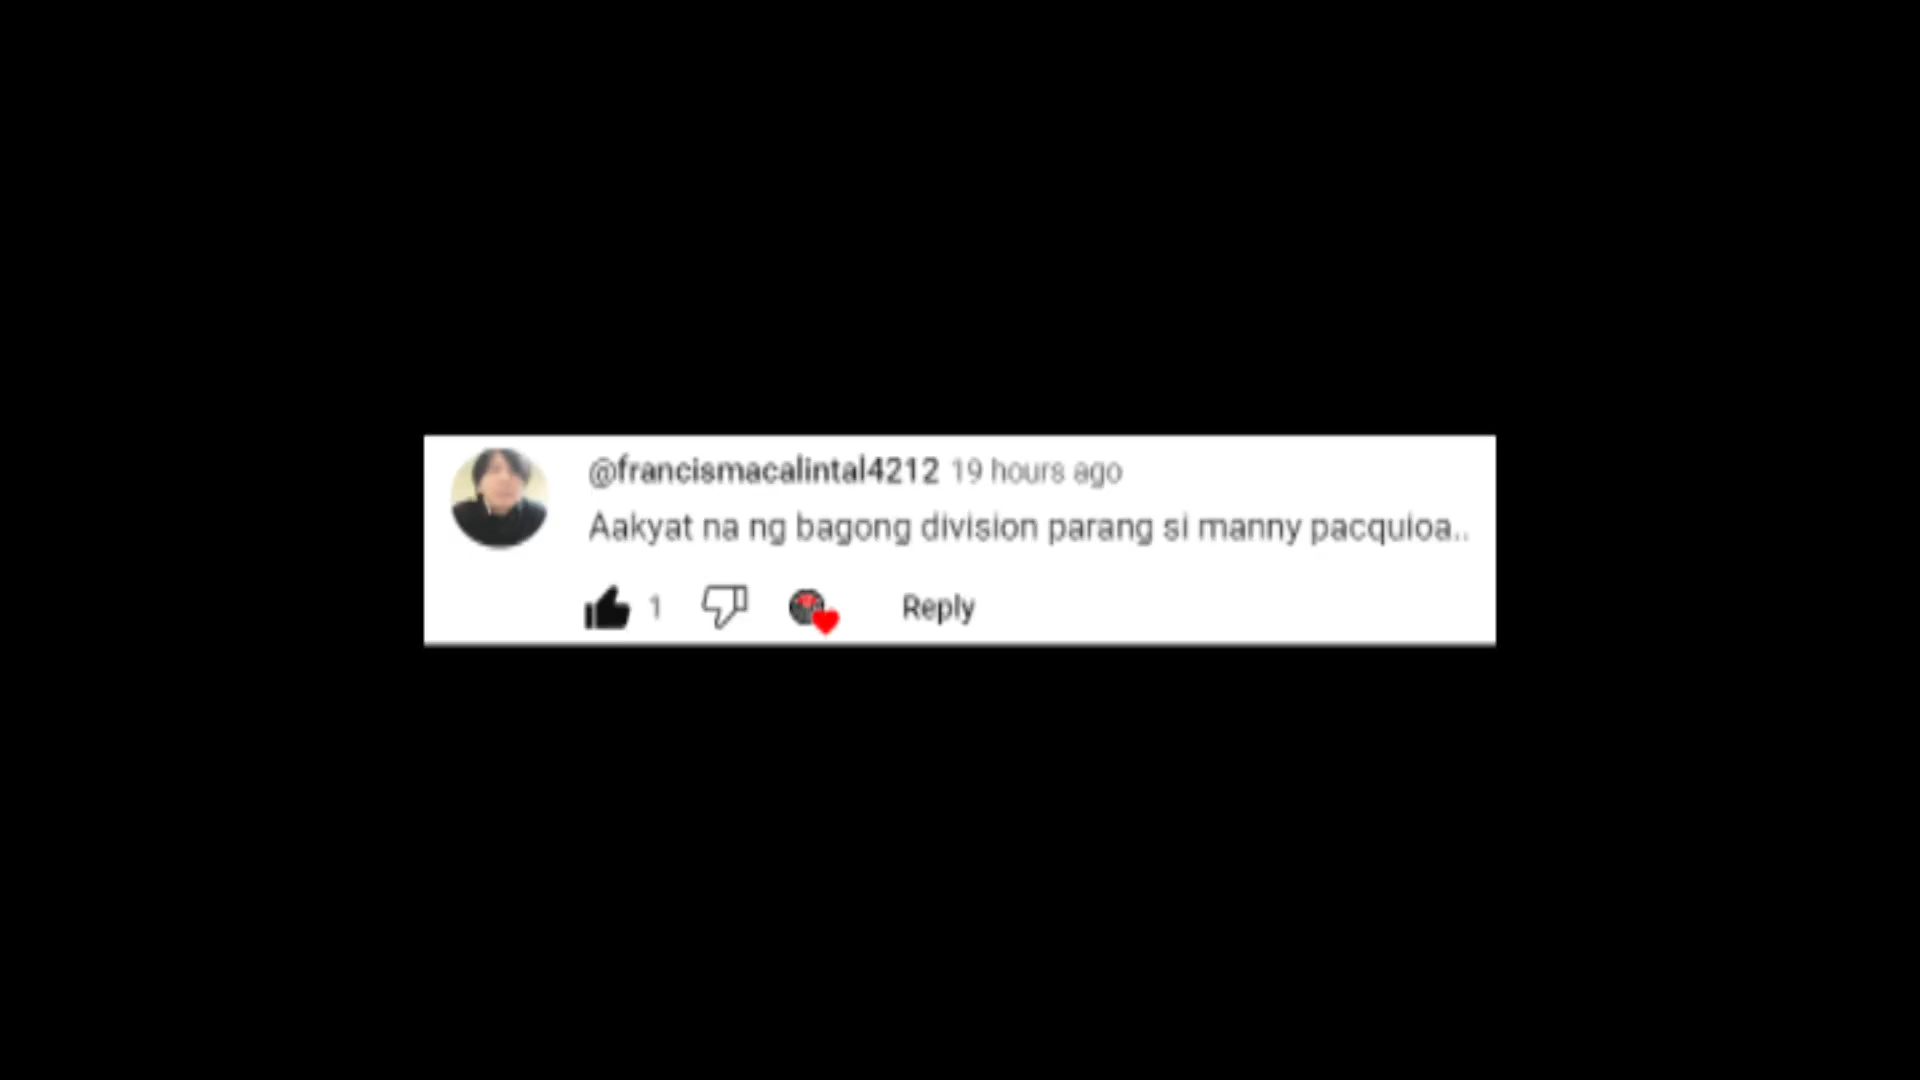 @francismacalintal4212 19 hours ago
Aakyat na ng bagong division parang si manny pacquioa..
1 Reply